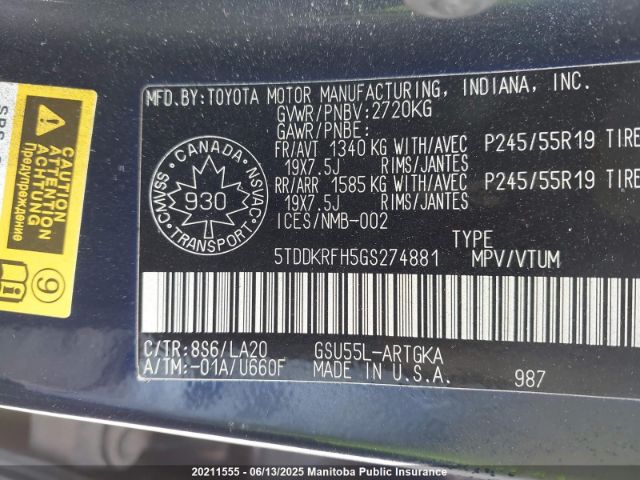 MFD.BY:TOYOTA MOTOR MANUFACTURING, INDIANA, INC.
GVWR/PNBV:2720KG
GAWR/PNBE:
FR/AVT 1340 KG WITH/AVEC P245/55R19 TIRE
19X7.5J RIMS/JANTES
RR/ARR 1585 KG WITH/AVEC P245/55R19 TIRE
19X7.5J RIMS/JANTES
ICES/NMB-002
TYPE
5TDDKRFH5GS274881 MPV/VTUM
C/TR:8S6/LA20 GSU55L-ARTGKA
A/TM:-01A/U660F MADE IN U.S.A. 987
CANADA
CMVSS NSVAC
930
TRANSPORT
ATTENTION
ACHTUNG
Предупреждение
20211555 - 06/13/2025 Manitoba Public Insurance